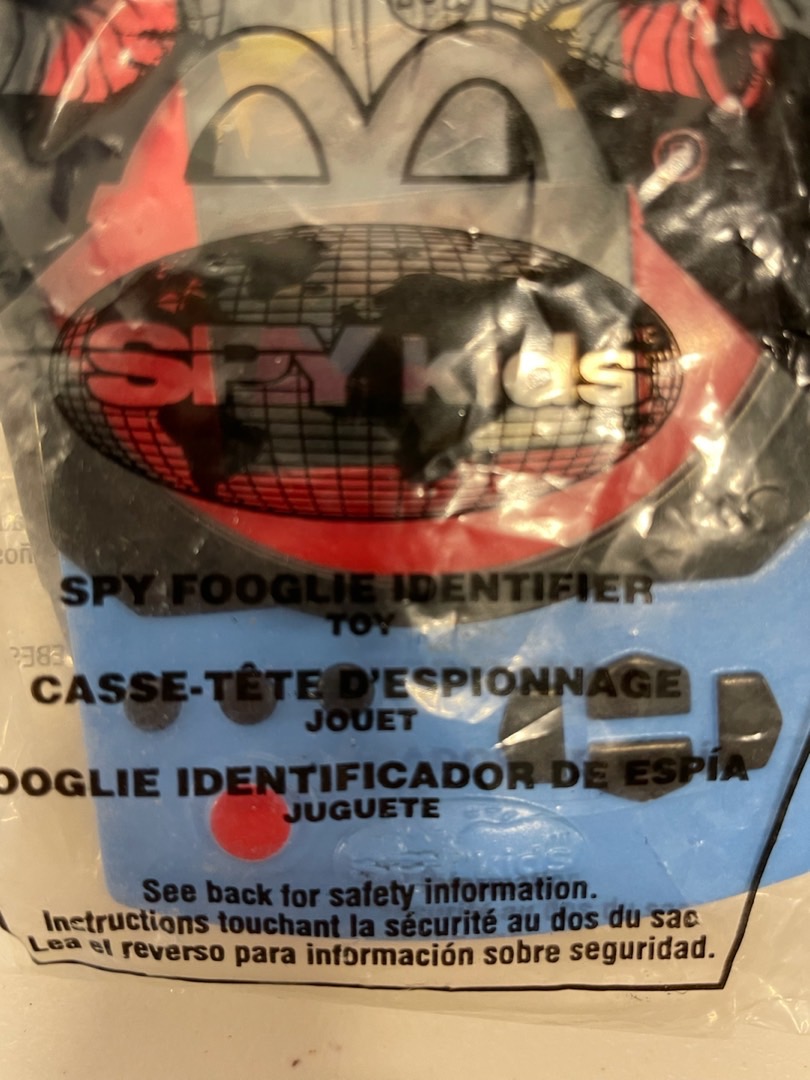 SPY kids
SPY FOOGLIE IDENTIFIER
TOY
CASSE-TÊTE D'ESPIONNAGE
JOUET
OOGLIE IDENTIFICADOR DE ESPÍA
JUGUETE
See back for safety information.
Instructions touchant la sécurité au dos du sac
Lea el reverso para información sobre seguridad.